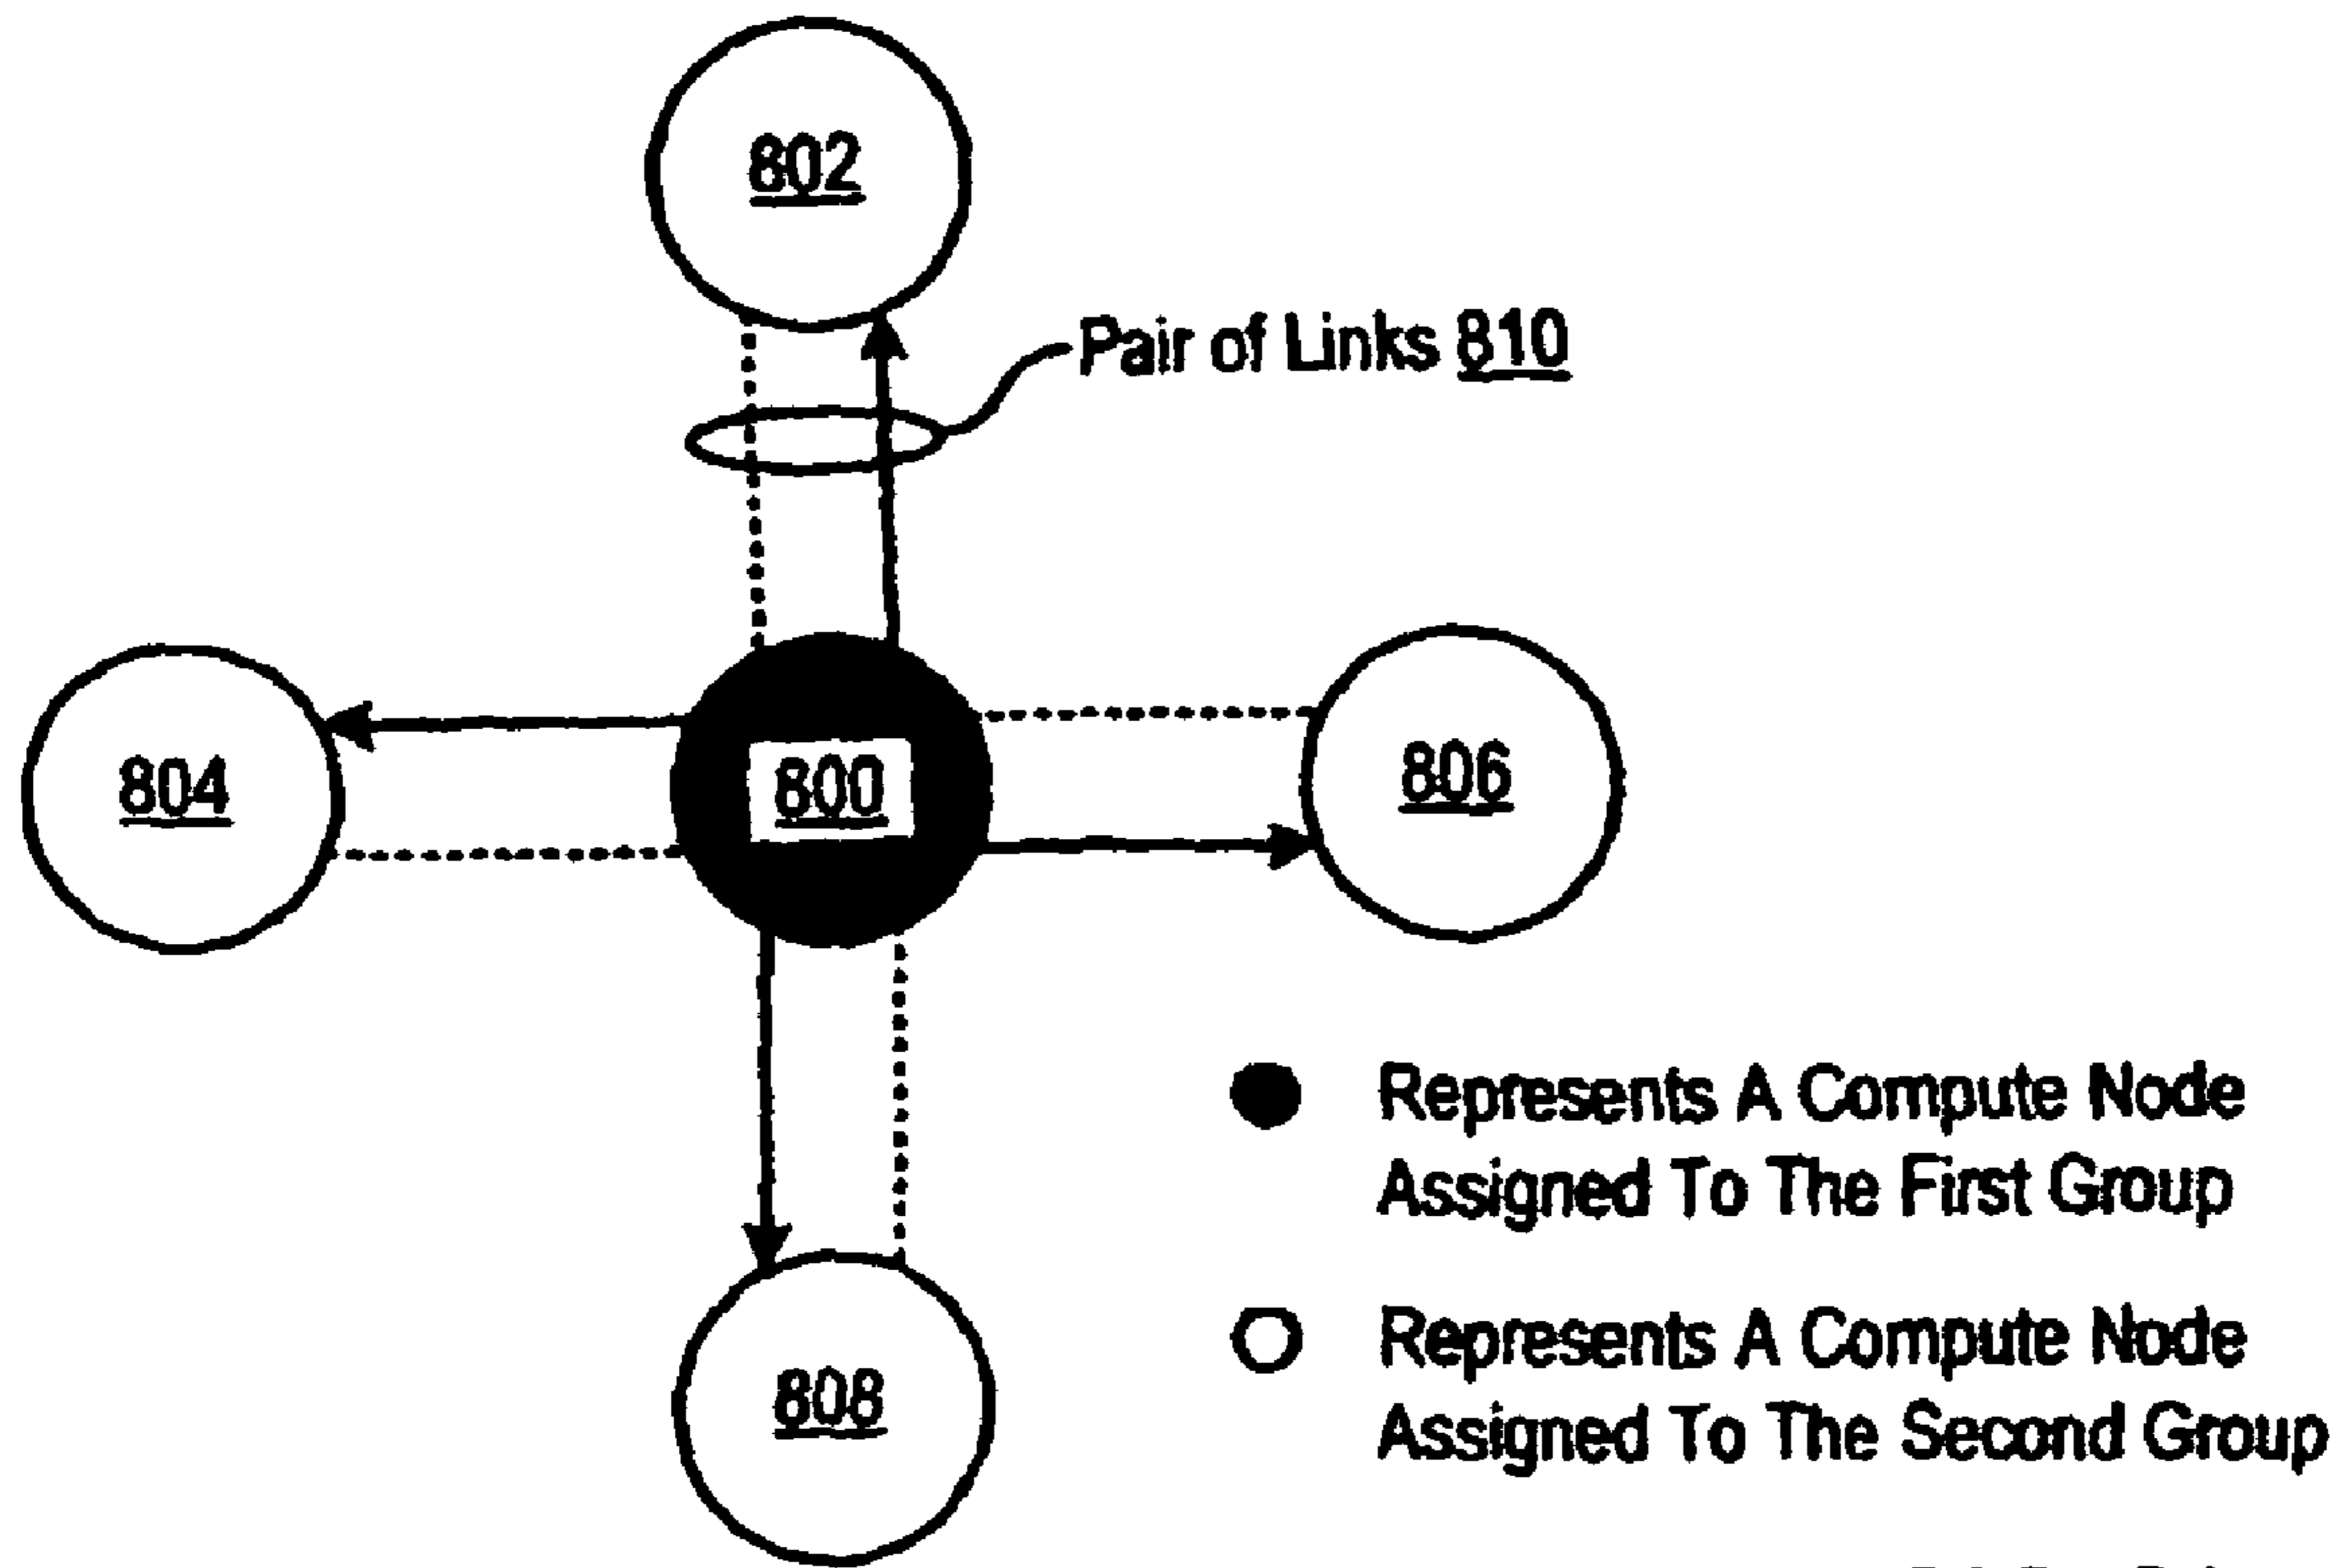 802
Pair of Links 810
804
800
806
Represents A Compute Node
Assigned To The First Group
808
Represents A Compute Node
Assigned To The Second Group